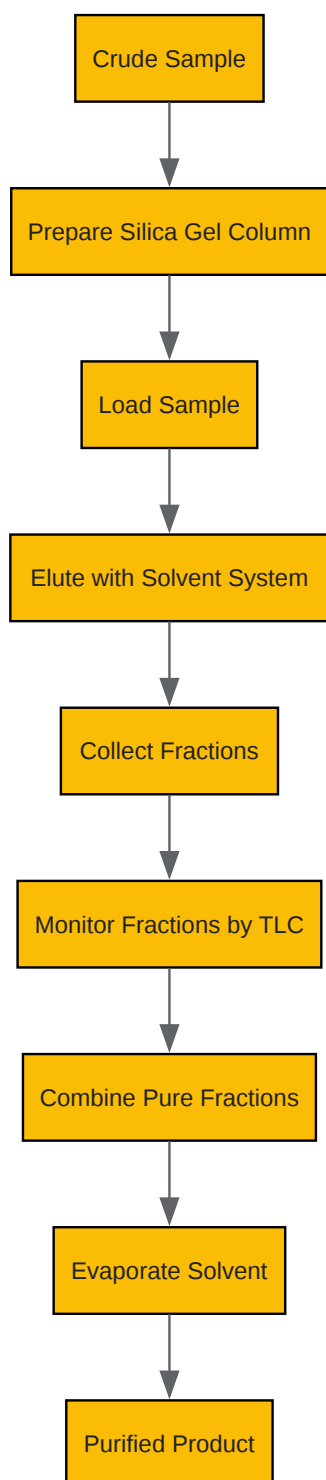 Crude Sample
Prepare Silica Gel Column
Load Sample
Elute with Solvent System
Collect Fractions
Monitor Fractions by TLC
Combine Pure Fractions
Evaporate Solvent
Purified Product